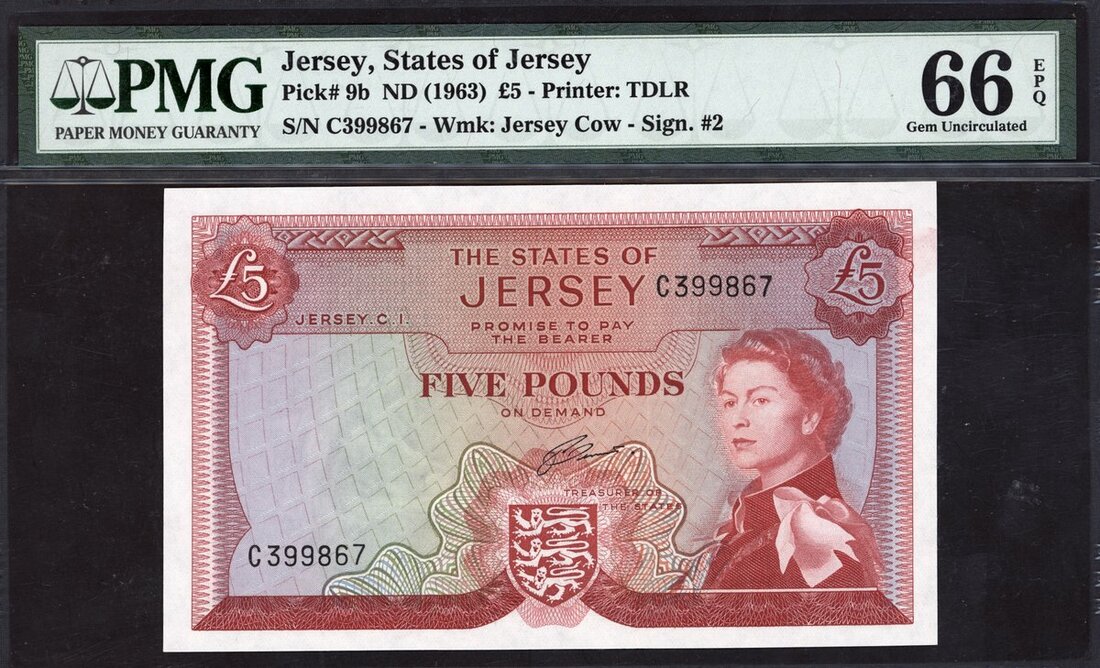 PMG
PAPER MONEY GUARANTY
Jersey, States of Jersey
Pick# 9b ND (1963) £5 - Printer: TDLR
S/N C399867 - Wmk: Jersey Cow - Sign. #2
66
EPQ
Gem Uncirculated
£5
THE STATES OF
JERSEY C399867
£5
JERSEY. C. I.
PROMISE TO PAY
THE BEARER
FIVE POUNDS
ON DEMAND
TREASURER OF
THE STATES
C399867